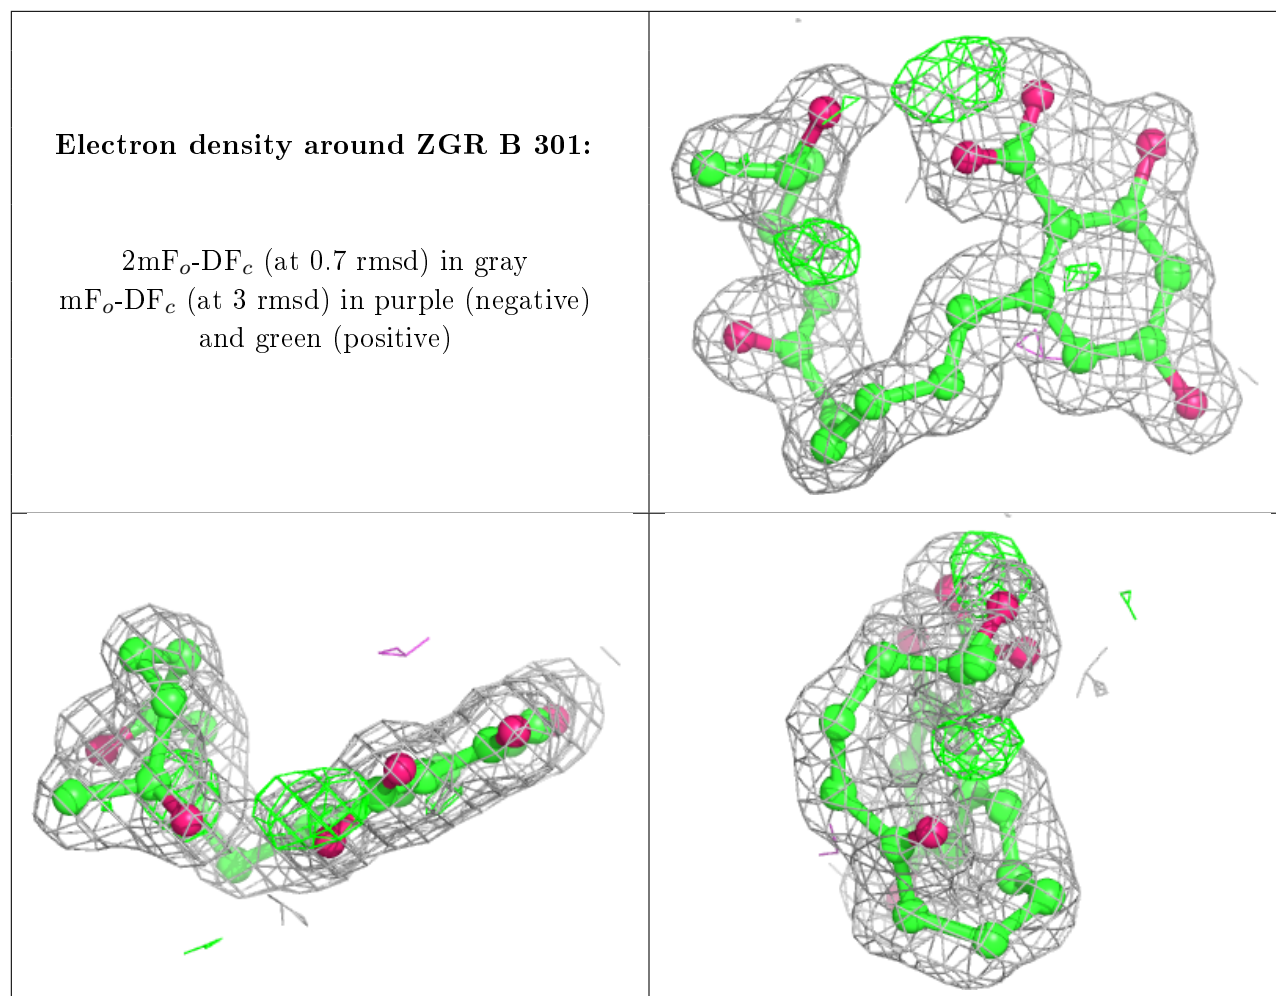 Electron density around ZGR B 301:
2mFₒ-DF𝒸 (at 0.7 rmsd) in gray
mFₒ-DF𝒸 (at 3 rmsd) in purple (negative)
and green (positive)